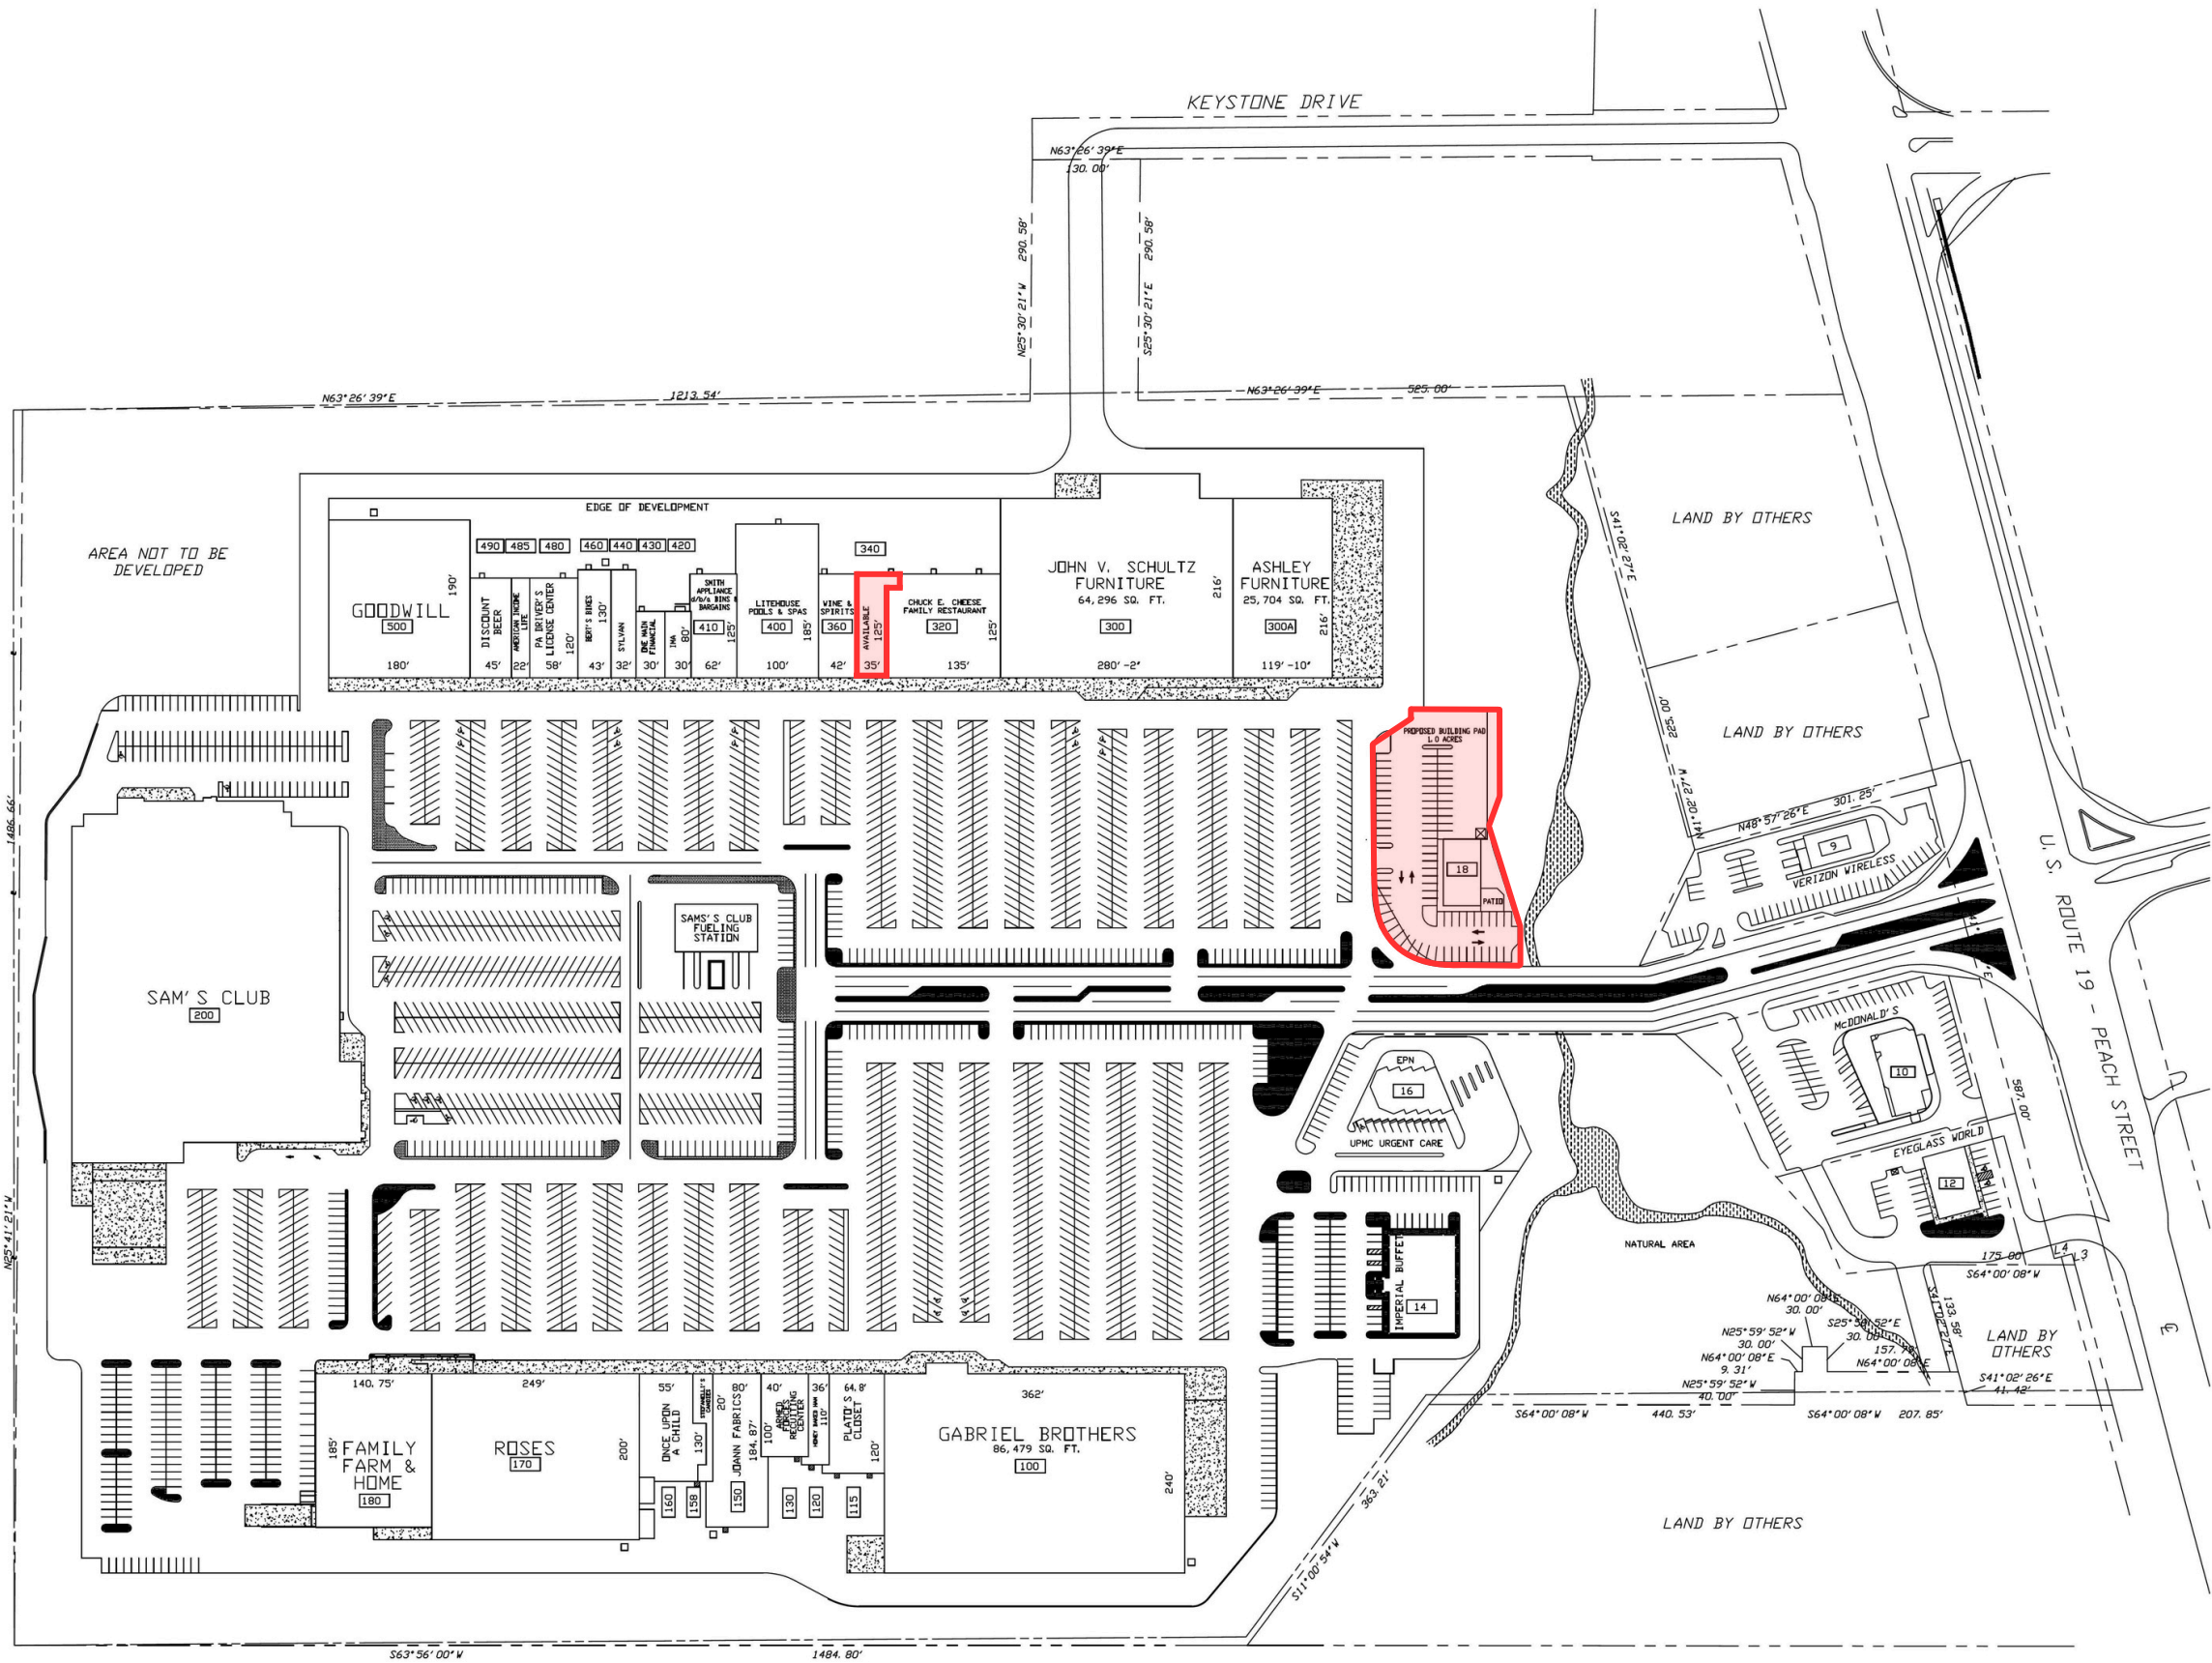 KEYSTONE DRIVE
N63°26'39"E
130.00'
N25°30'21"W 290.58'
S25°30'21"E 290.58'
N63°26'39"E
1213.54'
N63°26'39"E
525.00'
AREA NOT TO BE
DEVELOPED
EDGE OF DEVELOPMENT
GOODWILL
500
190'
180'
490
485
480
460
440
430
420
340
DISCOUNT
BEER
45'
AMERICAN INCOME
LIFE
22'
PA DRIVER'S
LICENSE CENTER
120'
58'
BERT'S BIKES
130'
43'
SYLVAN
32'
ONE MAIN
FINANCIAL
30'
80'
30'
SMITH
APPLIANCE
d/b/a BINS &
BARGAINS
410
125'
62'
LITEHOUSE
POOLS & SPAS
400
185'
100'
WINE &
SPIRITS
360
42'
AVAILABLE
125'
35'
CHUCK E. CHEESE
FAMILY RESTAURANT
320
125'
135'
JOHN V. SCHULTZ
FURNITURE
64,296 SQ. FT.
216'
300
280'-2"
ASHLEY
FURNITURE
25,704 SQ. FT.
300A
216'
119'-10"
S41°02'27"E
LAND BY OTHERS
225.00'
N41°02'27"W
LAND BY OTHERS
PROPOSED BUILDING PAD
1.0 ACRES
18
PATIO
N48°57'26"E 301.25'
9
VERIZON WIRELESS
U.S. ROUTE 19 - PEACH STREET
1486.66'
N25°41'21"W
SAM'S CLUB
200
SAMS'S CLUB
FUELING
STATION
EPN
16
UPMC URGENT CARE
McDONALD'S
10
587.00'
EYEGLASS WORLD
12
NATURAL AREA
175.00'
L4
L3
S64°00'08"W
IMPERIAL BUFFET
14
N64°00'08"E
30.00'
S25°59'52"E
30.00'
N25°59'52"W
30.00'
N64°00'08"E
9.31'
N64°00'08"E
N25°59'52"W
40.00'
133.58'
S41°02'27"E
LAND BY
OTHERS
S41°02'26"E
41.42'
S64°00'08"W
440.53'
S64°00'08"W 207.85'
140.75'
185'
FAMILY
FARM &
HOME
180
249'
ROSES
170
200'
55'
ONCE UPON
A CHILD
130'
160
158
20'
80'
JOANN FABRICS
184.87'
150
40'
ARMED
FORCES
RECUITING
CENTER
100'
130
36'
HONEY BAKED HAM
110'
120
64.8'
PLATO'S
CLOSET
120'
115
362'
GABRIEL BROTHERS
86,479 SQ. FT.
100
240'
363.21'
S11°00'54"W
LAND BY OTHERS
S63°56'00"W
1484.80'